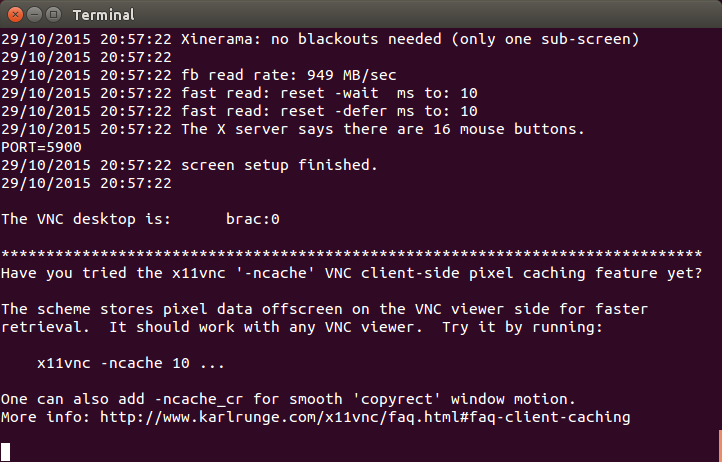 Terminal
29/10/2015 20:57:22 Xinerama: no blackouts needed (only one sub-screen)
29/10/2015 20:57:22
29/10/2015 20:57:22 fb read rate: 949 MB/sec
29/10/2015 20:57:22 fast read: reset -wait  ms to: 10
29/10/2015 20:57:22 fast read: reset -defer ms to: 10
29/10/2015 20:57:22 The X server says there are 16 mouse buttons.
PORT=5900
29/10/2015 20:57:22 screen setup finished.
29/10/2015 20:57:22
The VNC desktop is:      brac:0
******************************************************************************
Have you tried the x11vnc '-ncache' VNC client-side pixel caching feature yet?
The scheme stores pixel data offscreen on the VNC viewer side for faster
retrieval.  It should work with any VNC viewer.  Try it by running:
    x11vnc -ncache 10 ...
One can also add -ncache_cr for smooth 'copyrect' window motion.
More info: http://www.karlrunge.com/x11vnc/faq.html#faq-client-caching